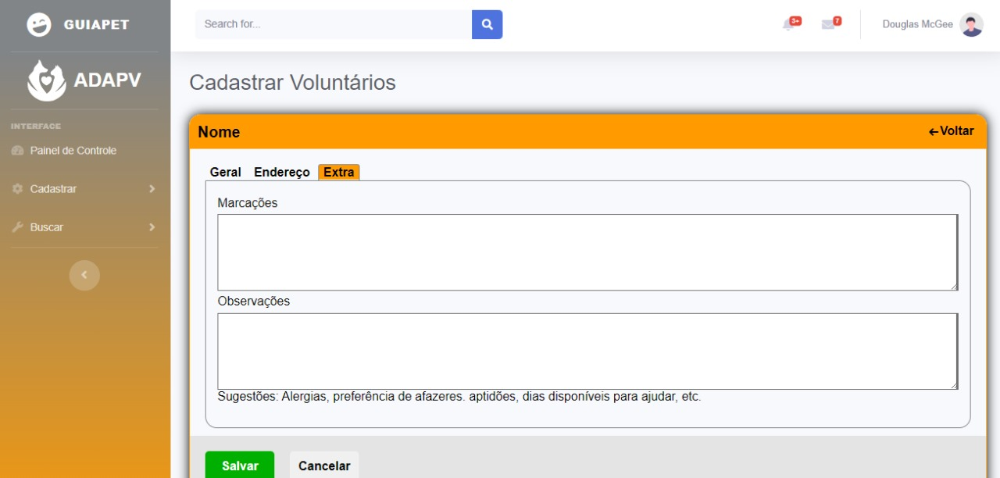 GUIAPET
Search for...
3+
7
Douglas McGee
ADAPV
Cadastrar Voluntários
INTERFACE
Painel de Controle
Cadastrar
Buscar
Nome
Voltar
Geral Endereço Extra
Marcações
Observações
Sugestões: Alergias, preferência de afazeres. aptidões, dias disponíveis para ajudar, etc.
Salvar Cancelar